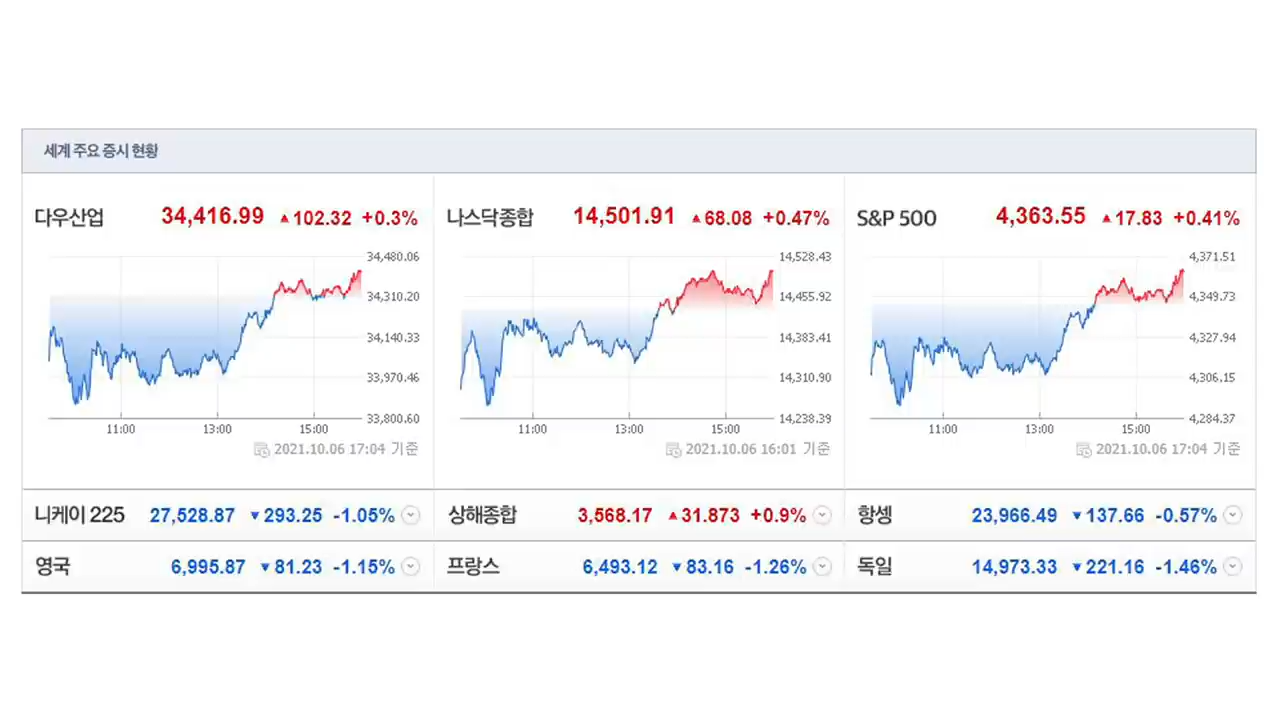 세계 주요 증시 현황
다우산업 34,416.99 ▲102.32 +0.3%
34,480.06
34,310.20
34,140.33
33,970.46
33,800.60
11:00 13:00 15:00
2021.10.06 17:04 기준
나스닥종합 14,501.91 ▲68.08 +0.47%
14,528.43
14,455.92
14,383.41
14,310.90
14,238.39
11:00 13:00 15:00
2021.10.06 16:01 기준
S&P 500 4,363.55 ▲17.83 +0.41%
4,371.51
4,349.73
4,327.94
4,306.15
4,284.37
11:00 13:00 15:00
2021.10.06 17:04 기준
니케이 225 27,528.87 ▼293.25 -1.05%
상해종합 3,568.17 ▲31.873 +0.9%
항셍 23,966.49 ▼137.66 -0.57%
영국 6,995.87 ▼81.23 -1.15%
프랑스 6,493.12 ▼83.16 -1.26%
독일 14,973.33 ▼221.16 -1.46%